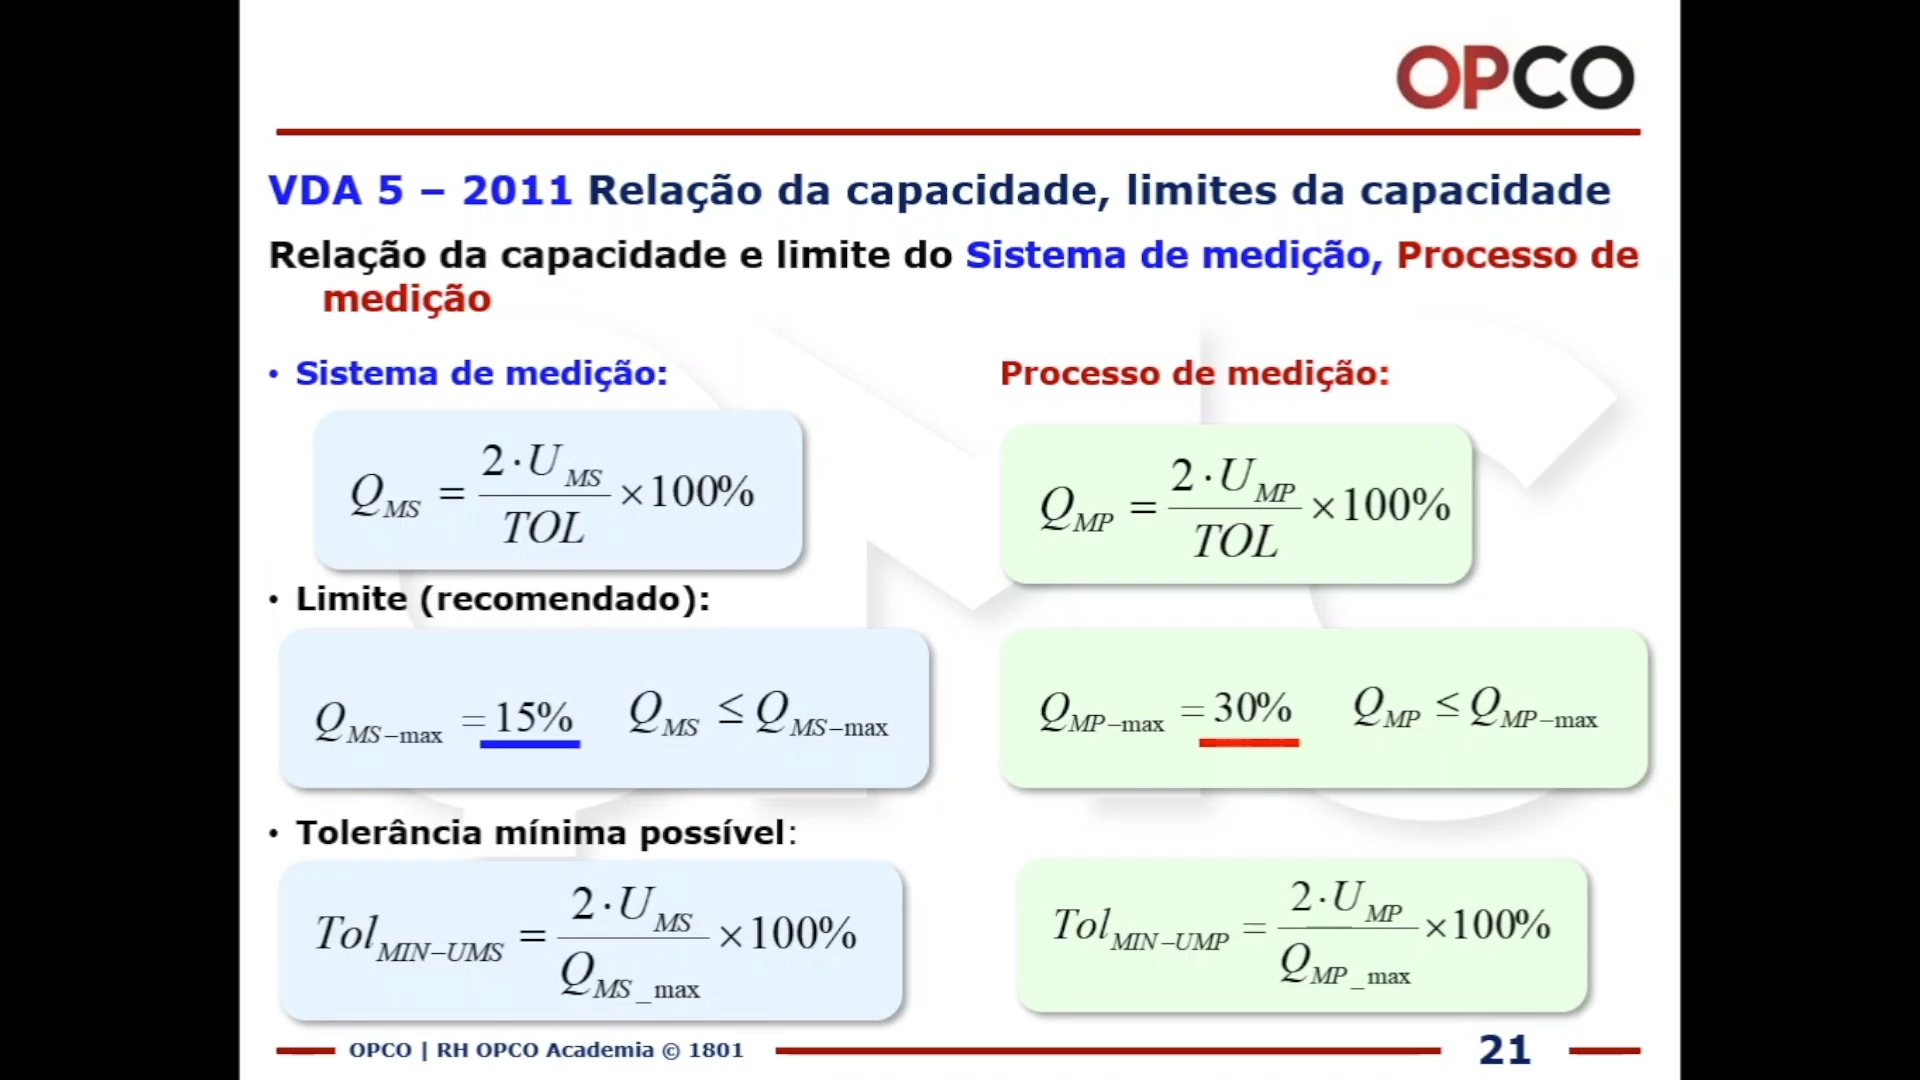 OPCO
VDA 5 – 2011 Relação da capacidade, limites da capacidade
Relação da capacidade e limite do Sistema de medição, Processo de
medição
• Sistema de medição:
Q_MS = 2·U_MS / TOL ×100%
Processo de medição:
Q_MP = 2·U_MP / TOL ×100%
• Limite (recomendado):
Q_MS–max = 15% Q_MS ≤ Q_MS–max
Q_MP–max = 30% Q_MP ≤ Q_MP–max
• Tolerância mínima possível:
Tol_MIN–UMS = 2·U_MS / Q_MS_max ×100%
Tol_MIN–UMP = 2·U_MP / Q_MP_max ×100%
OPCO | RH OPCO Academia © 1801
21